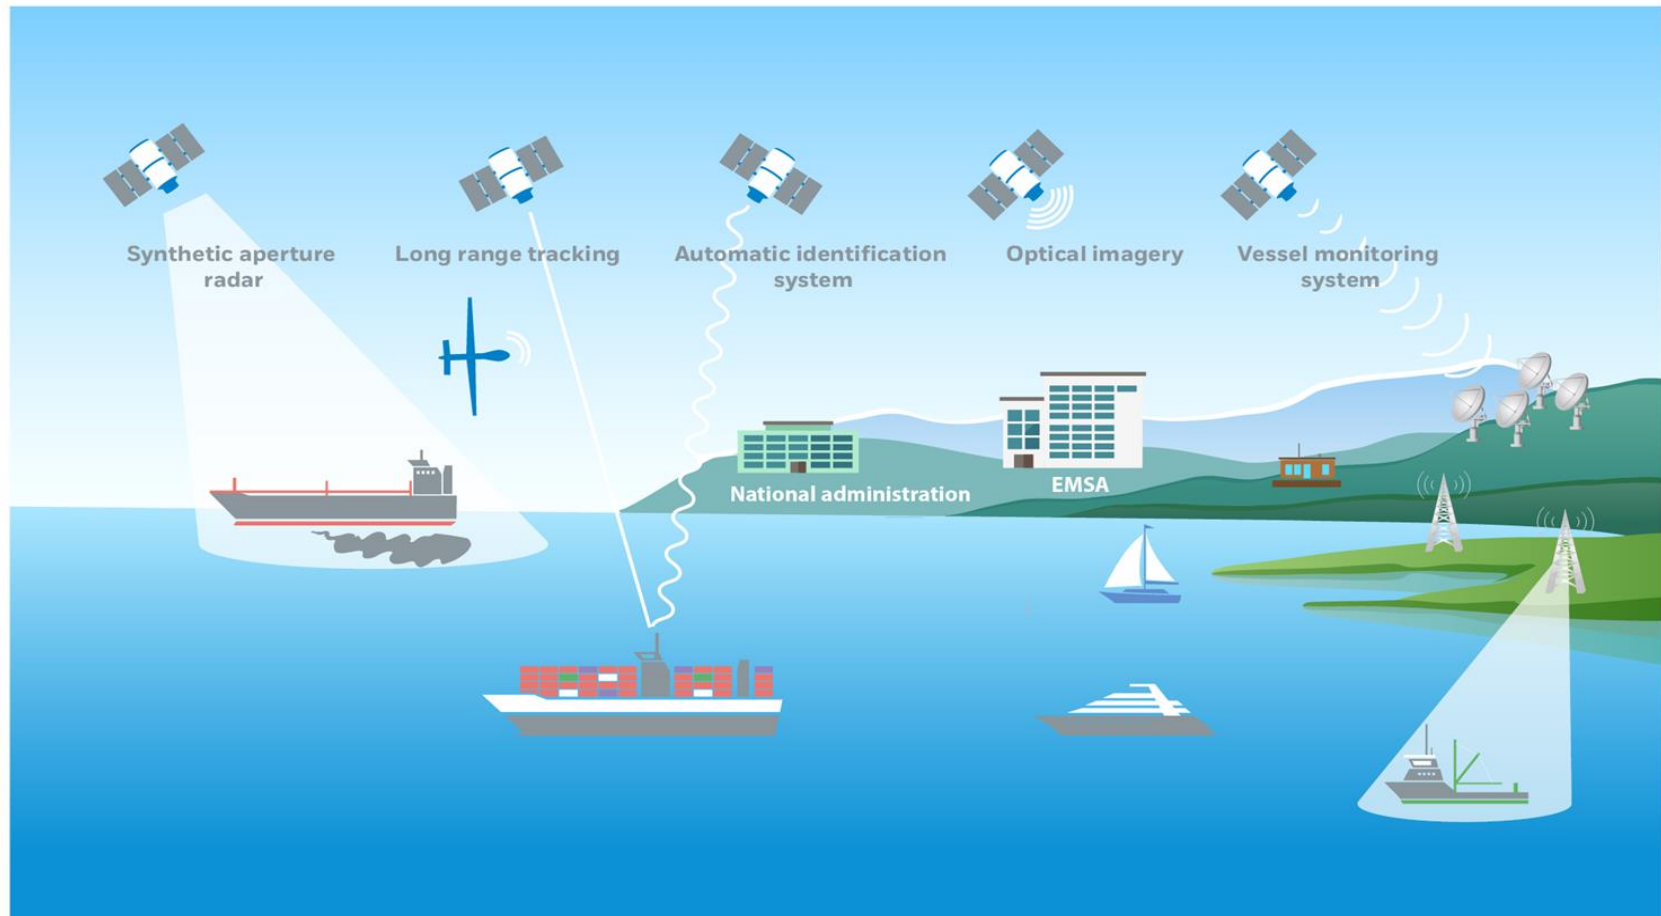 Synthetic aperture
radar
Long range tracking
Automatic identification
system
Optical imagery
Vessel monitoring
system
National administration
EMSA